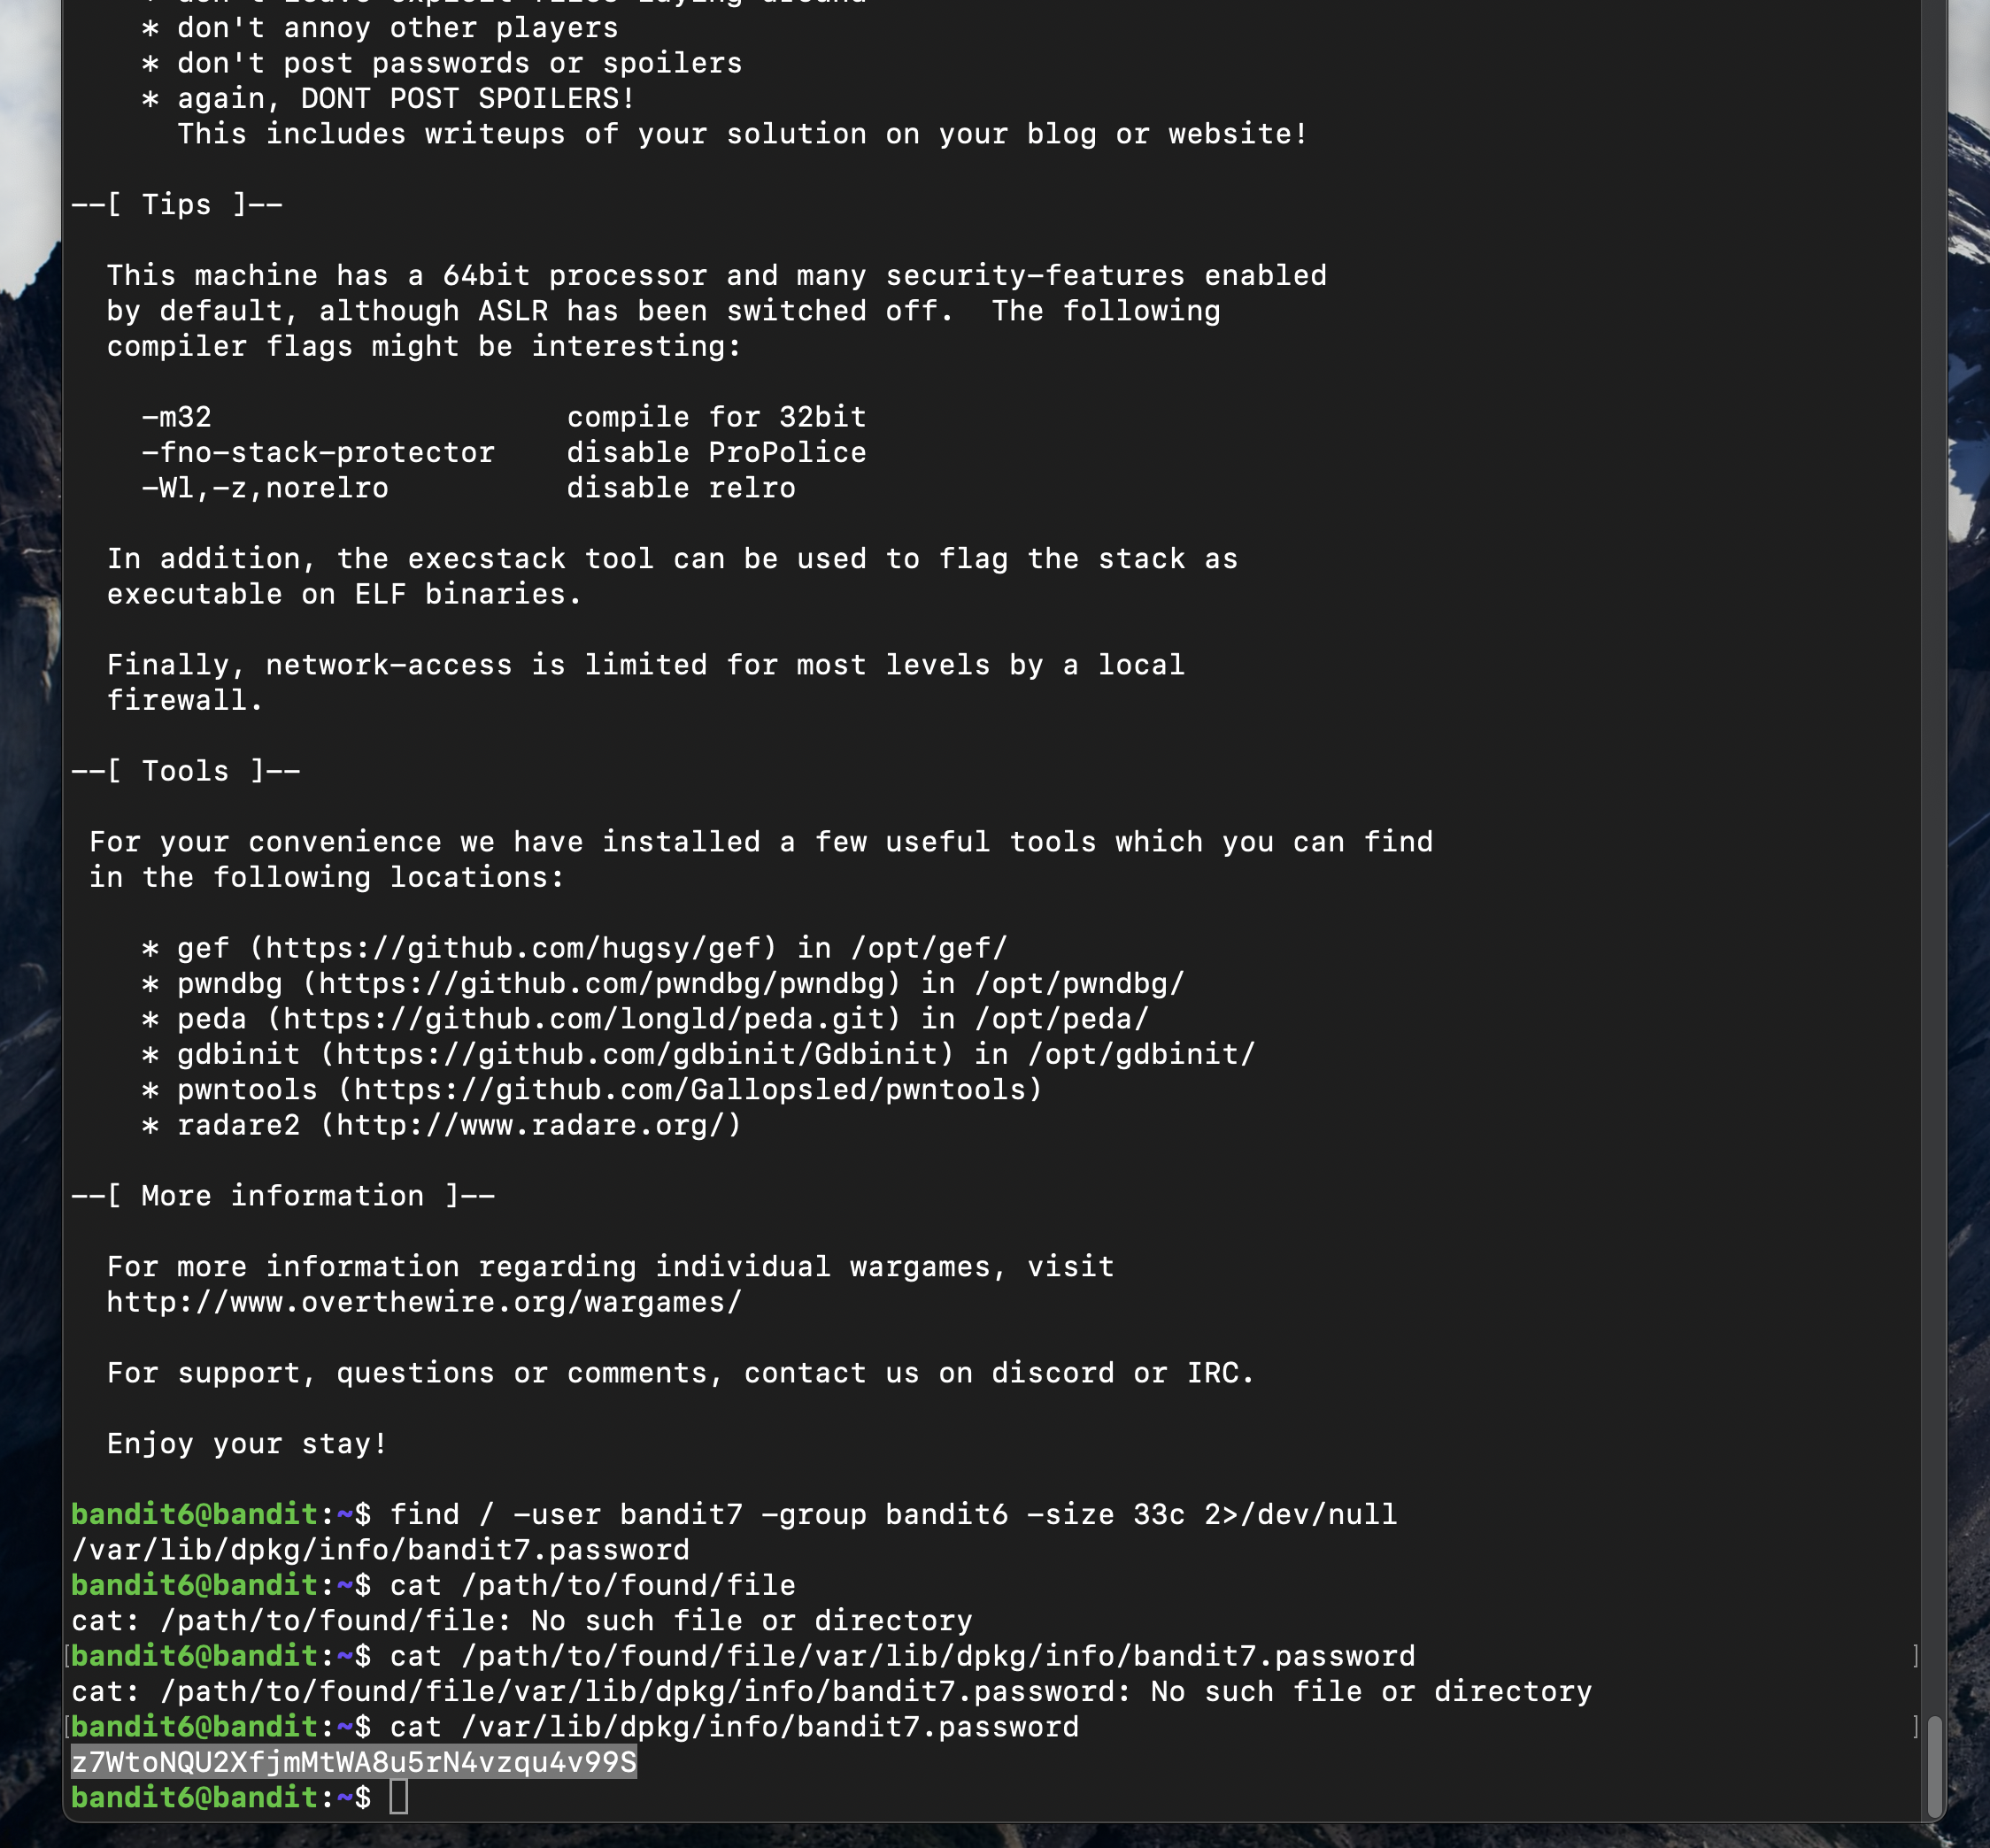 * don't leave exploit files laying around
* don't annoy other players
* don't post passwords or spoilers
* again, DONT POST SPOILERS!
This includes writeups of your solution on your blog or website!
--[ Tips ]--
This machine has a 64bit processor and many security-features enabled
by default, although ASLR has been switched off.  The following
compiler flags might be interesting:
-m32                    compile for 32bit
-fno-stack-protector    disable ProPolice
-Wl,-z,norelro          disable relro
In addition, the execstack tool can be used to flag the stack as
executable on ELF binaries.
Finally, network-access is limited for most levels by a local
firewall.
--[ Tools ]--
For your convenience we have installed a few useful tools which you can find
in the following locations:
* gef (https://github.com/hugsy/gef) in /opt/gef/
* pwndbg (https://github.com/pwndbg/pwndbg) in /opt/pwndbg/
* peda (https://github.com/longld/peda.git) in /opt/peda/
* gdbinit (https://github.com/gdbinit/Gdbinit) in /opt/gdbinit/
* pwntools (https://github.com/Gallopsled/pwntools)
* radare2 (http://www.radare.org/)
--[ More information ]--
For more information regarding individual wargames, visit
http://www.overthewire.org/wargames/
For support, questions or comments, contact us on discord or IRC.
Enjoy your stay!
bandit6@bandit:~$ find / -user bandit7 -group bandit6 -size 33c 2>/dev/null
/var/lib/dpkg/info/bandit7.password
bandit6@bandit:~$ cat /path/to/found/file
cat: /path/to/found/file: No such file or directory
[bandit6@bandit:~$ cat /path/to/found/file/var/lib/dpkg/info/bandit7.password ]
cat: /path/to/found/file/var/lib/dpkg/info/bandit7.password: No such file or directory
[bandit6@bandit:~$ cat /var/lib/dpkg/info/bandit7.password ]
z7WtoNQU2XfjmMtWA8u5rN4vzqu4v99S
bandit6@bandit:~$